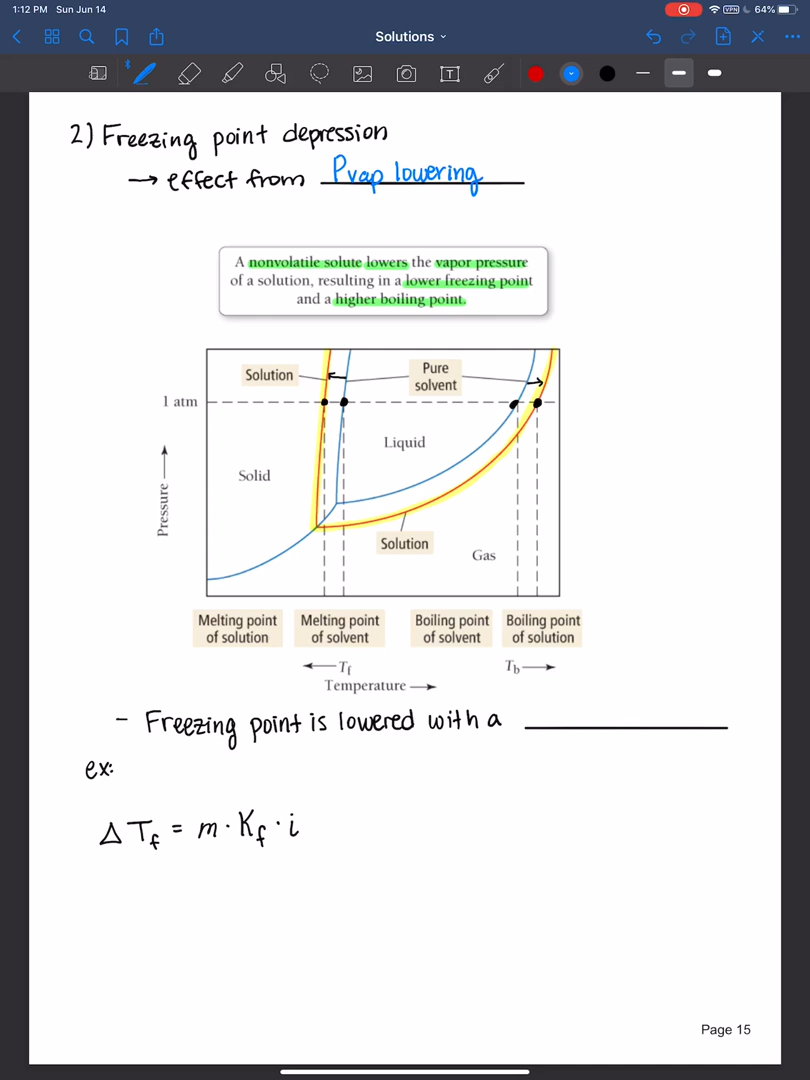 1:12 PM Sun Jun 14
VPN 64%
Solutions
T
2) Freezing point depression
→ effect from Pvap lowering
A nonvolatile solute lowers the vapor pressure
of a solution, resulting in a lower freezing point
and a higher boiling point.
Solution
Pure
solvent
1 atm
Liquid
Solid
Pressure →
Solution
Gas
Melting point
of solution
Melting point
of solvent
Boiling point
of solvent
Boiling point
of solution
← Tf
Tb →
Temperature →
- Freezing point is lowered with a ________
ex:
Δ Tf = m · Kf · i
Page 15